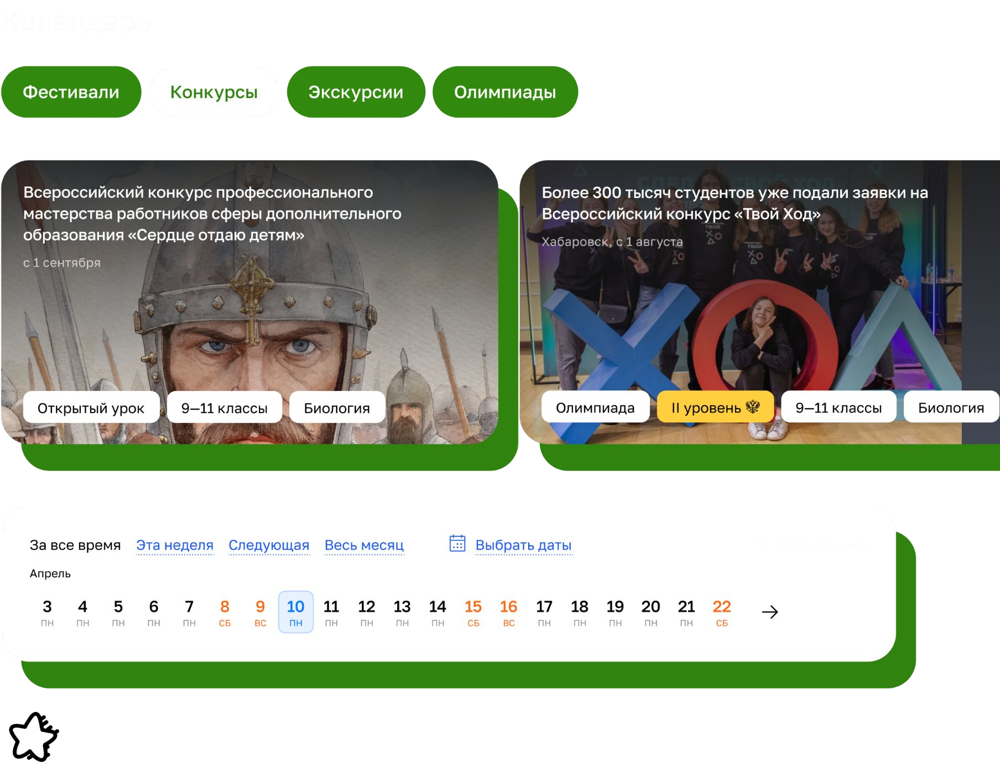 Календарь
Фестивали
Конкурсы
Экскурсии
Олимпиады
Всероссийский конкурс профессионального
мастерства работников сферы дополнительного
образования «Сердце отдаю детям»
с 1 сентября
Открытый урок
9—11 классы
Биология
Более 300 тысяч студентов уже подали заявки на
Всероссийский конкурс «Твой Ход»
Хабаровск, с 1 августа
Олимпиада
II уровень
9—11 классы
Биология
За все время Эта неделя Следующая Весь месяц Выбрать даты
Апрель
3 4 5 6 7 8 9 10 11 12 13 14 15 16 17 18 19 20 21 22
ПН ПН ПН ПН ПН СБ ВС ПН ПН ПН ПН ПН СБ ВС ПН ПН ПН ПН ПН СБ